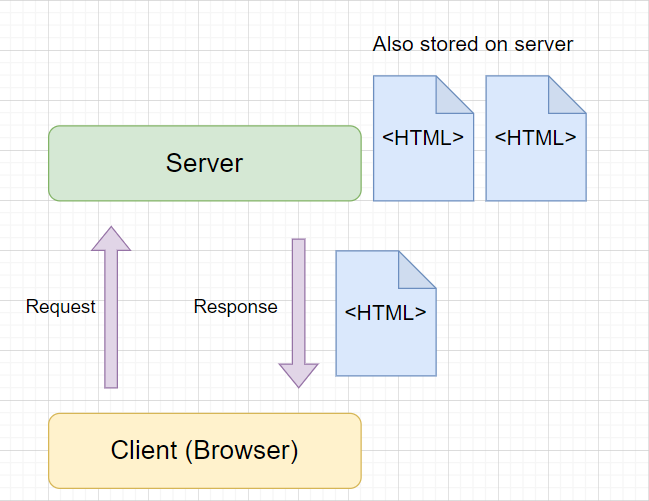 Also stored on server
<HTML>
<HTML>
Server
Request
Response
<HTML>
Client (Browser)